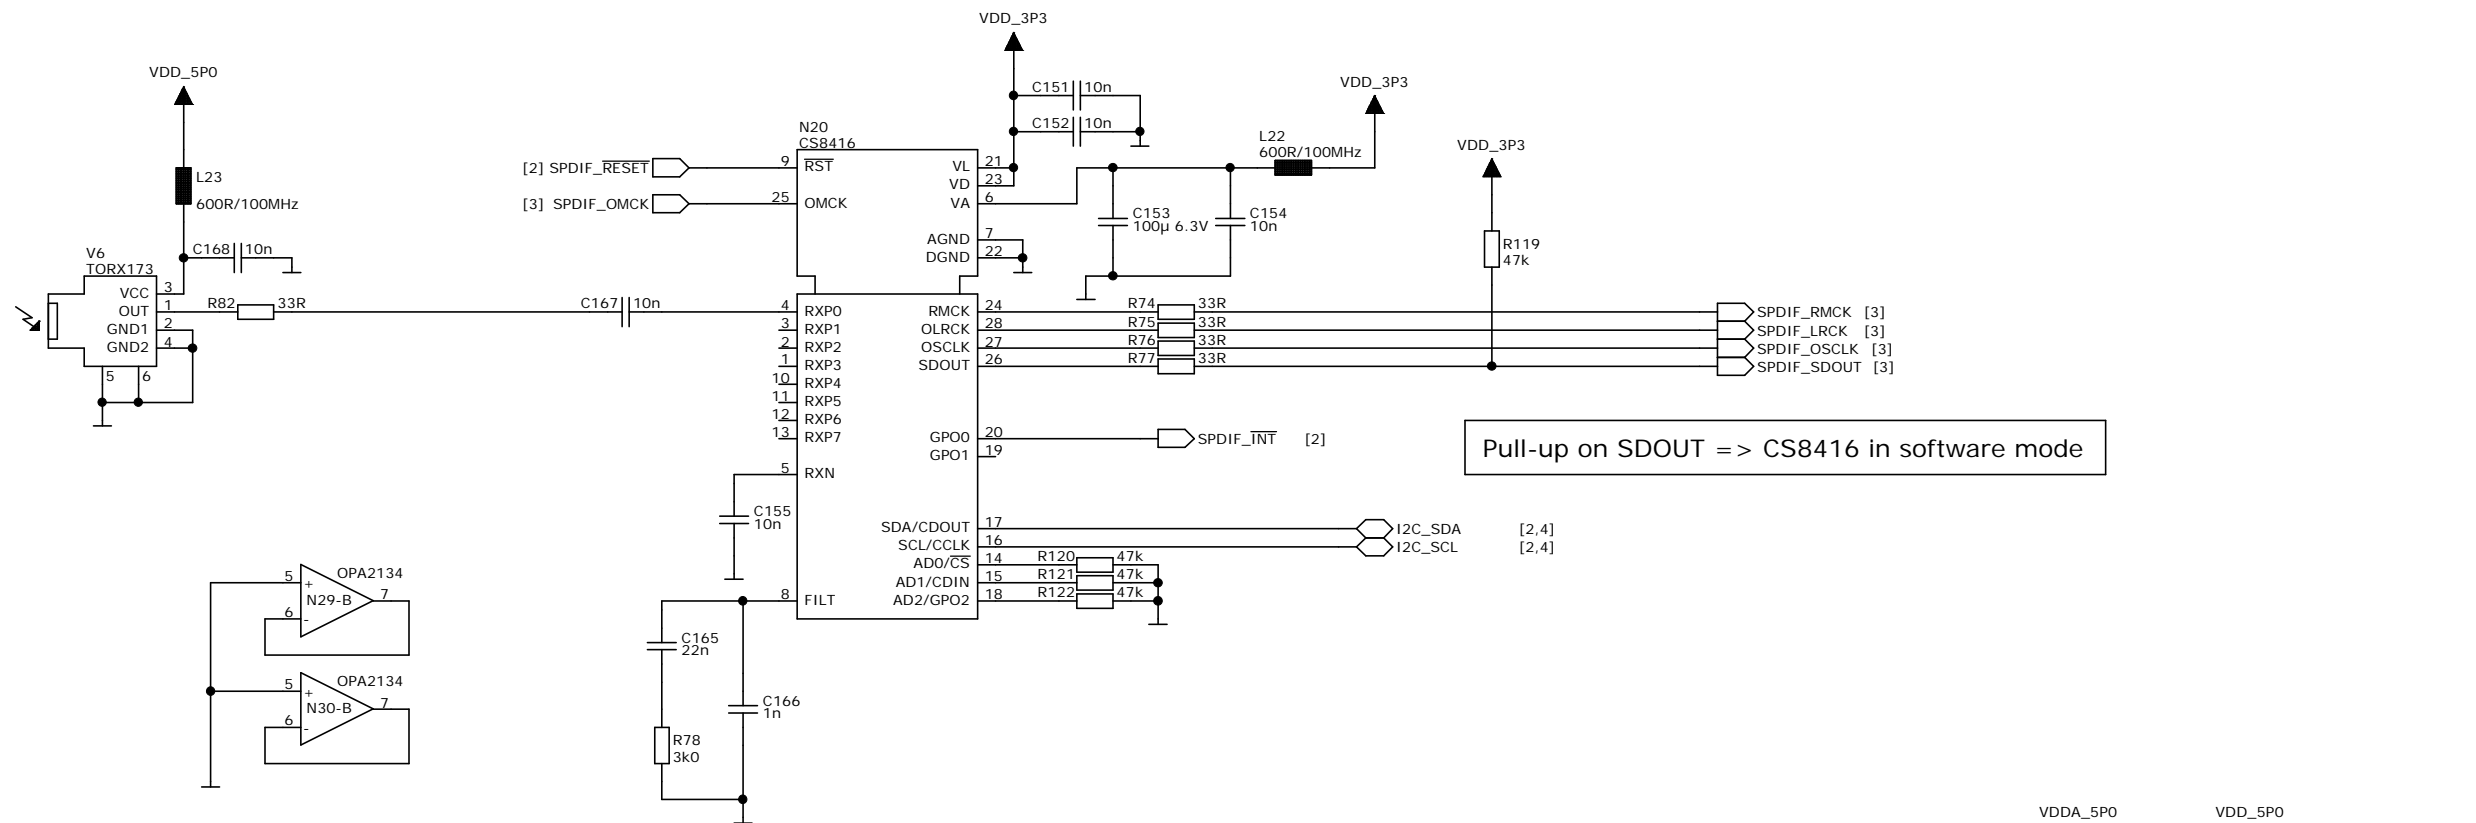 VDD_3P3
VDD_5P0
VDD_3P3
C151 10n
C152 10n
N20
CS8416
L22
600R/100MHz
VDD_3P3
[2] SPDIF_RESET
9 RST
VL 21
VD 23
L23
600R/100MHz
[3] SPDIF_OMCK
25 OMCK
VA 6
C153
100µ 6.3V
C154
10n
AGND 7
DGND 22
R119
47k
C168 10n
V6
TORX173
VCC 3
OUT 1
GND1 2
GND2 4
5 6
R82 33R
C167 10n
4 RXP0
3 RXP1
2 RXP2
1 RXP3
10 RXP4
11 RXP5
12 RXP6
13 RXP7
5 RXN
8 FILT
RMCK 24 R74 33R SPDIF_RMCK [3]
OLRCK 28 R75 33R SPDIF_LRCK [3]
OSCLK 27 R76 33R SPDIF_OSCLK [3]
SDOUT 26 R77 33R SPDIF_SDOUT [3]
GPO0 20 SPDIF_INT [2]
GPO1 19
Pull-up on SDOUT => CS8416 in software mode
SDA/CDOUT 17 I2C_SDA [2,4]
SCL/CCLK 16 I2C_SCL [2,4]
AD0/CS 14 R120 47k
AD1/CDIN 15 R121 47k
AD2/GPO2 18 R122 47k
C155
10n
C165
22n
C166
1n
R78
3k0
OPA2134
5 + N29-B 7
6 -
OPA2134
5 + N30-B 7
6 -
VDDA_5P0 VDD_5P0